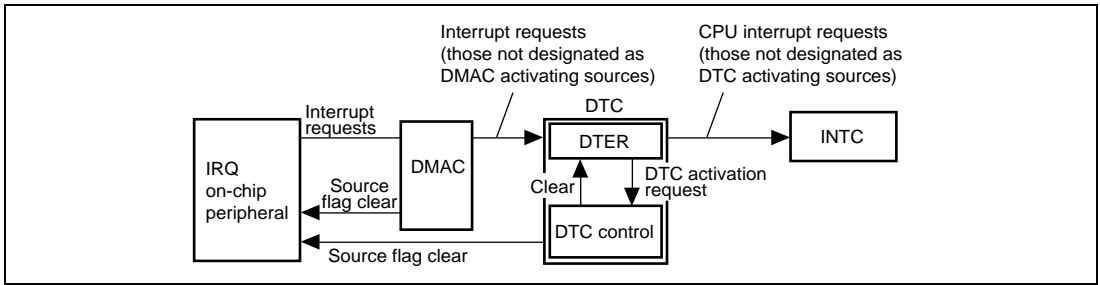 Interrupt requests
(those not designated as
DMAC activating sources)
CPU interrupt requests
(those not designated as
DTC activating sources)
Interrupt
requests
DTC
DTER
INTC
IRQ
on-chip
peripheral
DMAC
Source
flag clear
Clear
DTC activation
request
DTC control
Source flag clear